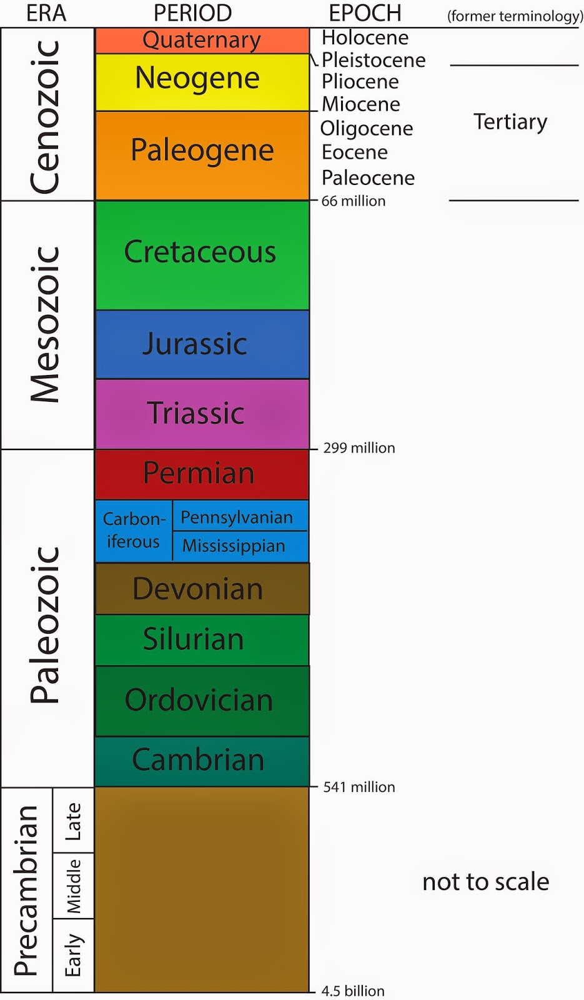 ERA
PERIOD
EPOCH
(former terminology)
Cenozoic
Quaternary
Neogene
Paleogene
Holocene
Pleistocene
Pliocene
Miocene
Oligocene
Eocene
Paleocene
66 million
Tertiary
Mesozoic
Cretaceous
Jurassic
Triassic
299 million
Paleozoic
Permian
Carbon-
iferous
Pennsylvanian
Mississippian
Devonian
Silurian
Ordovician
Cambrian
541 million
Precambrian
Late
Middle
Early
not to scale
4.5 billion